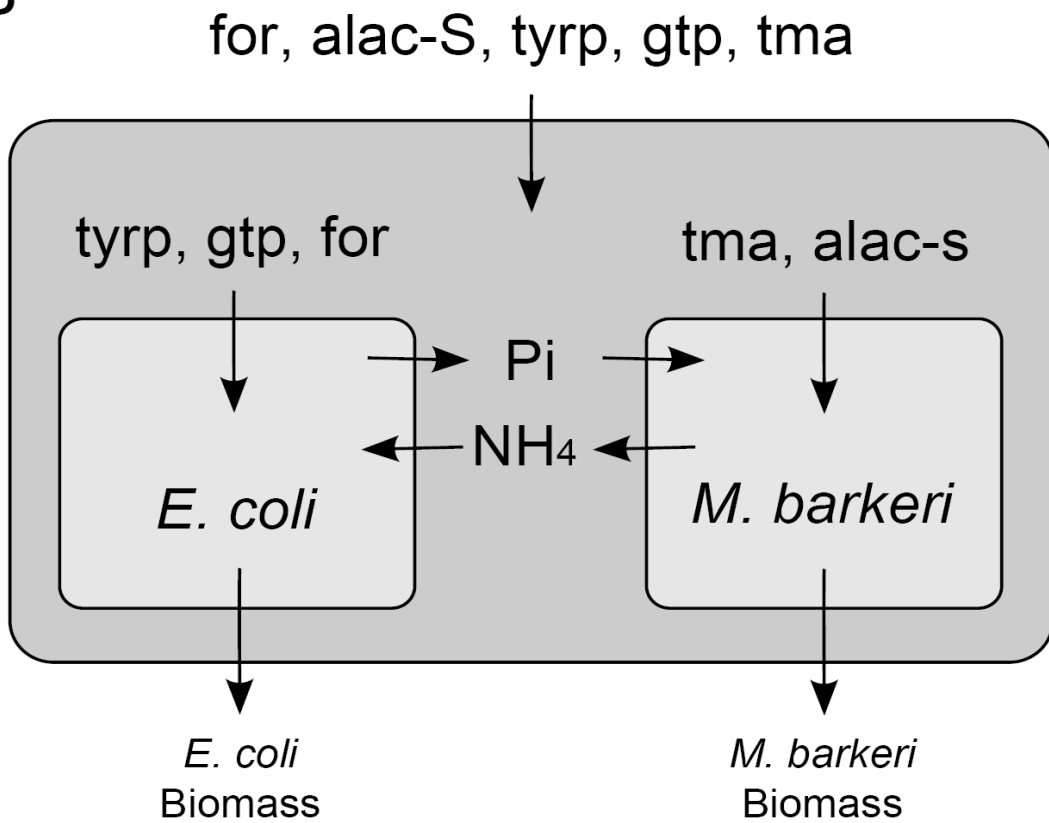 for, alac-S, tyrp, gtp, tma
tyrp, gtp, for
tma, alac-s
Pi
NH4
E. coli
M. barkeri
E. coli
Biomass
M. barkeri
Biomass